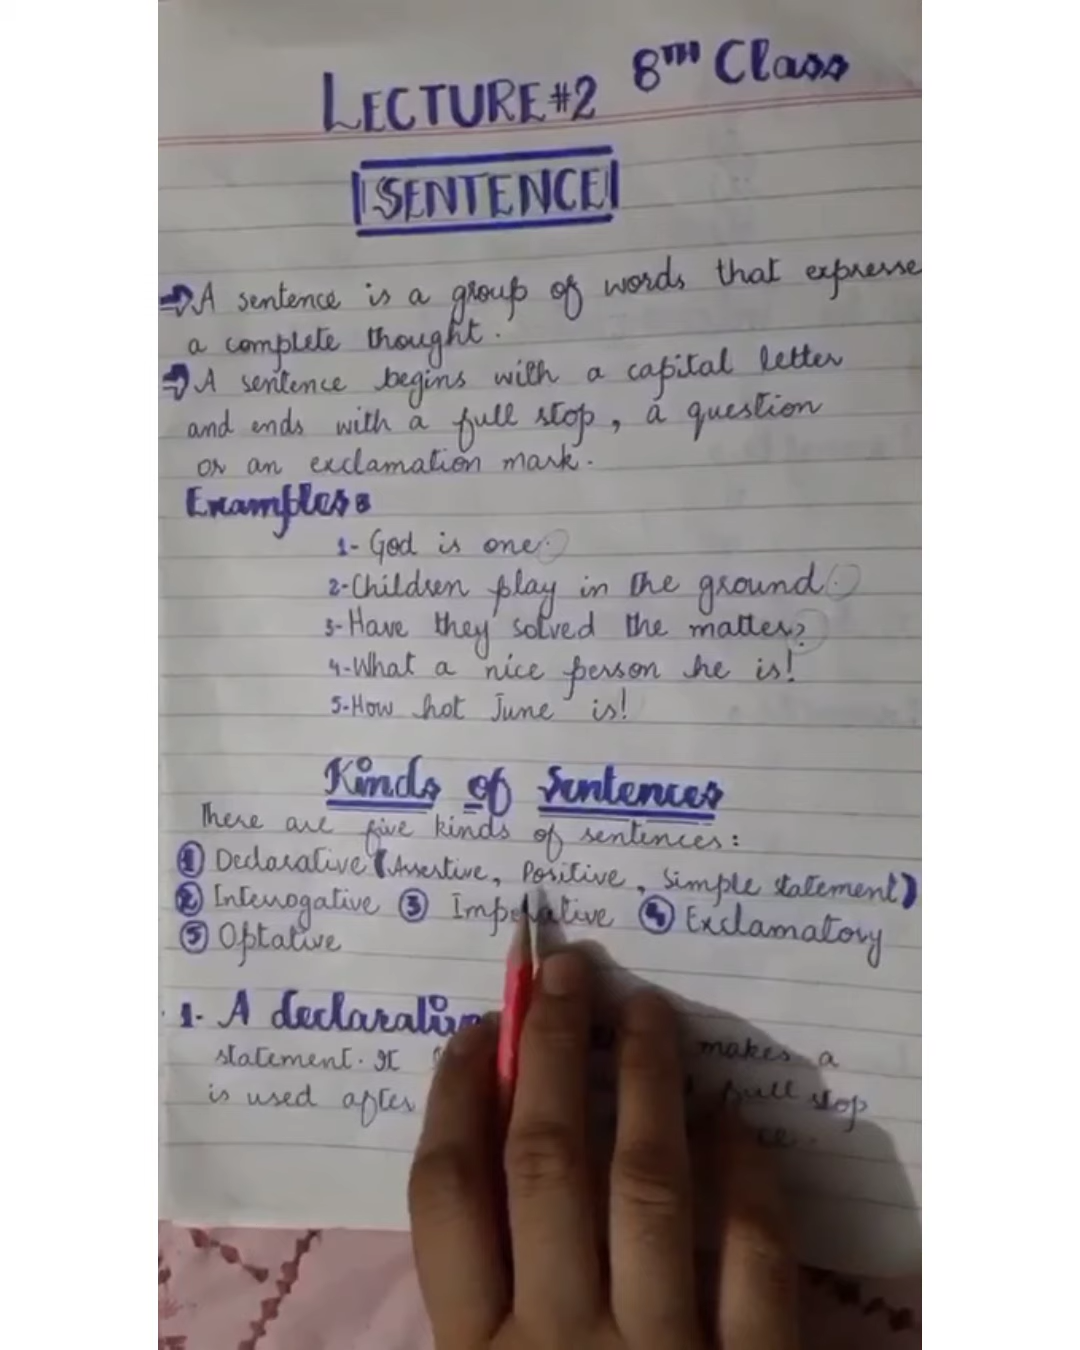 LECTURE#2 8TH Class
SENTENCE
A sentence is a group of words that expresse
a complete thought.
A sentence begins with a capital letter
and ends with a full stop, a question
or an exclamation mark.
Examples:
1- God is one.
2-Children play in the ground.
3-Have they solved the matter?
4-What a nice person he is!
5-How hot June is!
Kinds of Sentences
There are five kinds of sentences:
① Declarative (Assertive, Positive, Simple statement)
② Interrogative ③ Imperative ④ Exclamatory
⑤ Optative
1- A declarative
statement. It makes a
is used after full stop